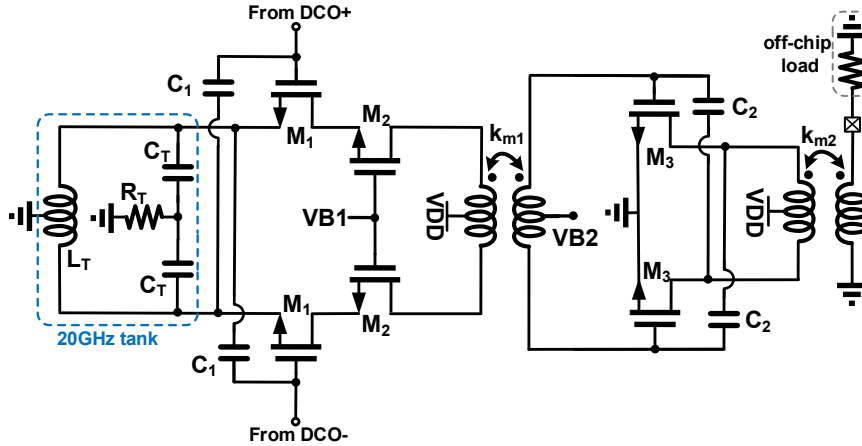 From DCO+
off-chip
load
C1
M1
M2
C2
km1
km2
CT
RT
M3
VB1
VDD
VB2
VDD
LT
CT
M3
M1
M2
20GHz tank
C1
C2
From DCO-